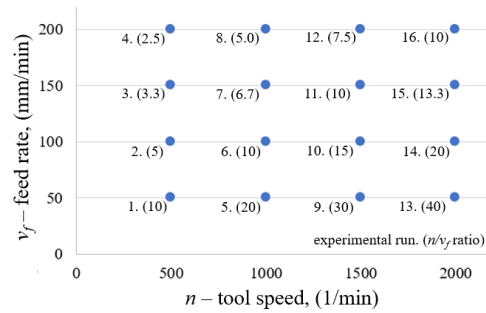 200
4. (2.5) 8. (5.0) 12. (7.5) 16. (10)
150
3. (3.3) 7. (6.7) 11. (10) 15. (13.3)
100
2. (5) 6. (10) 10. (15) 14. (20)
50
1. (10) 5. (20) 9. (30) 13. (40)
experimental run. (n/vf ratio)
0
0 500 1000 1500 2000
n – tool speed, (1/min)
vf – feed rate, (mm/min)